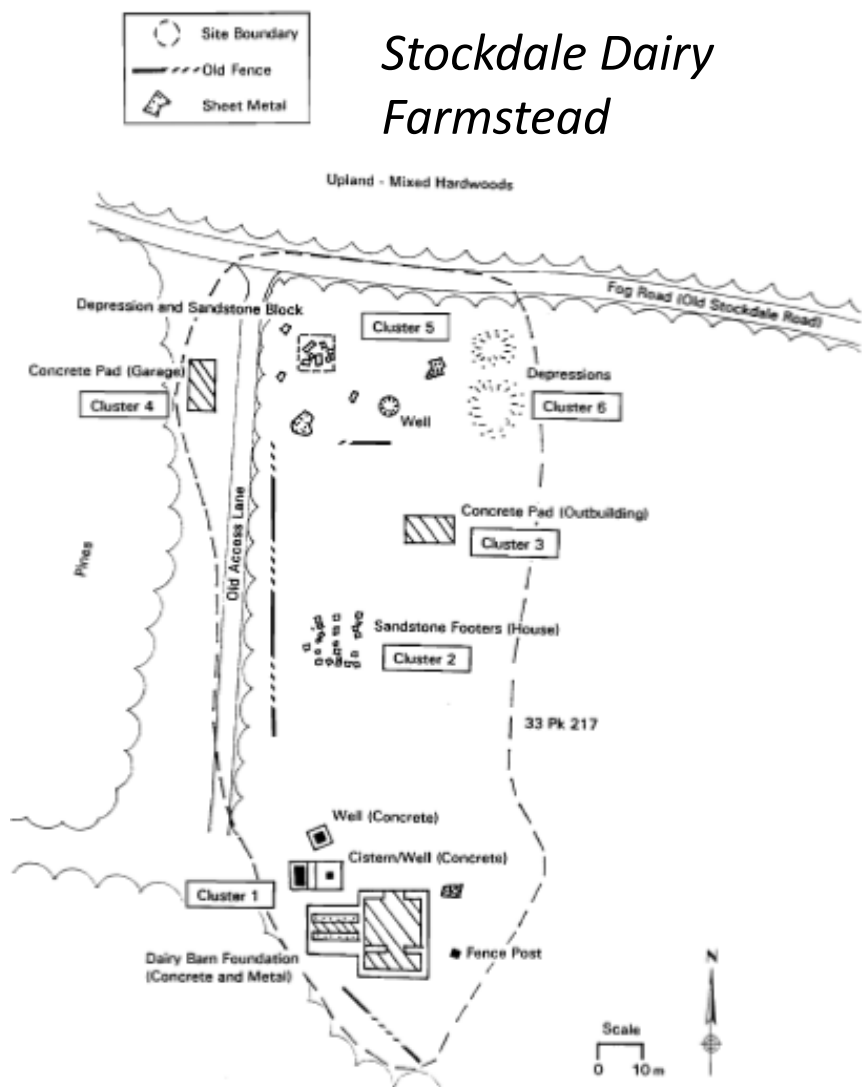 Site Boundary
Old Fence
Sheet Metal
Stockdale Dairy
Farmstead
Upland - Mixed Hardwoods
Fog Road (Old Stockdale Road)
Depression and Sandstone Block
Cluster 5
Concrete Pad (Garage)
Cluster 4
Depressions
Cluster 6
Well
Old Access Lane
Pines
Concrete Pad (Outbuilding)
Cluster 3
Sandstone Footers (House)
Cluster 2
33 Pk 217
Well (Concrete)
Cistern/Well (Concrete)
Cluster 1
Dairy Barn Foundation
(Concrete and Metal)
Fence Post
N
Scale
0 10 m